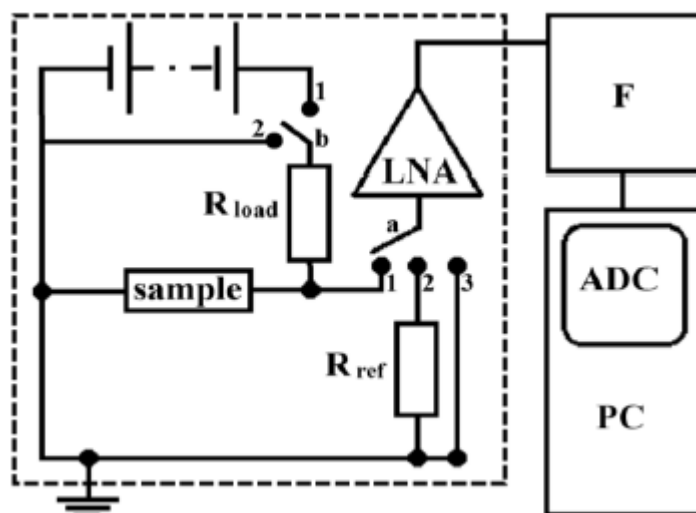 1
2
b
R load
a
LNA
F
sample
1 2 3
R ref
ADC
PC